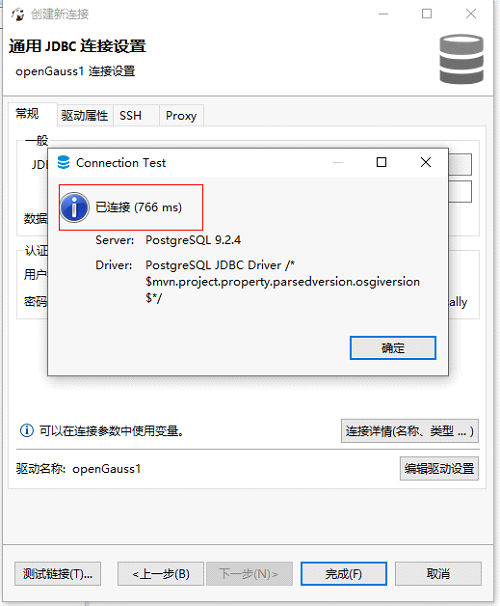 创建新连接
通用 JDBC 连接设置
openGauss1 连接设置
常规 驱动属性 SSH Proxy
一般
Connection Test
已连接 (766 ms)
数据
Server: PostgreSQL 9.2.4
认证
Driver: PostgreSQL JDBC Driver /*
用户
$mvn.project.property.parsedversion.osgiversion
密码
$*/
ally
确定
可以在连接参数中使用变量。
连接详情(名称、类型 ... )
驱动名称: openGauss1
编辑驱动设置
测试链接(T)... <上一步(B) 下一步(N)> 完成(F) 取消